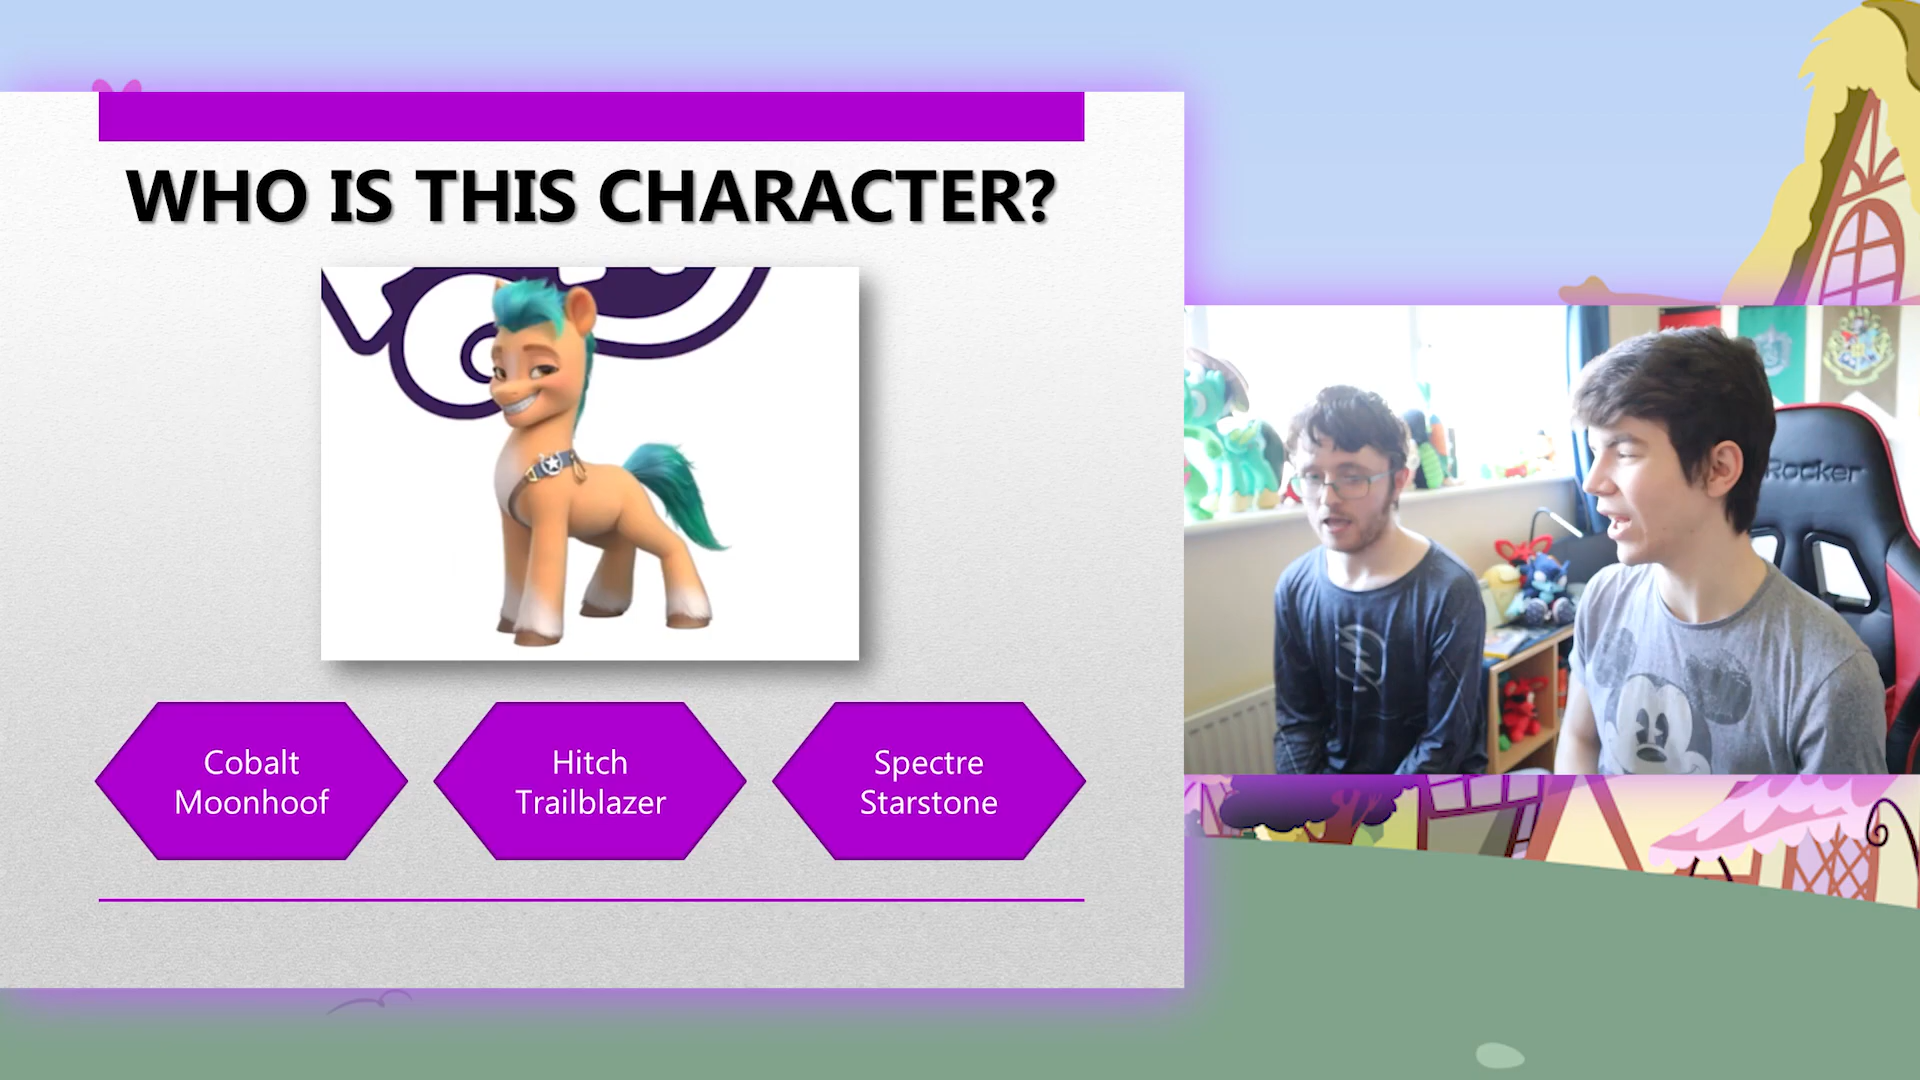 WHO IS THIS CHARACTER?
Cobalt
Moonhoof
Hitch
Trailblazer
Spectre
Starstone
Rocker